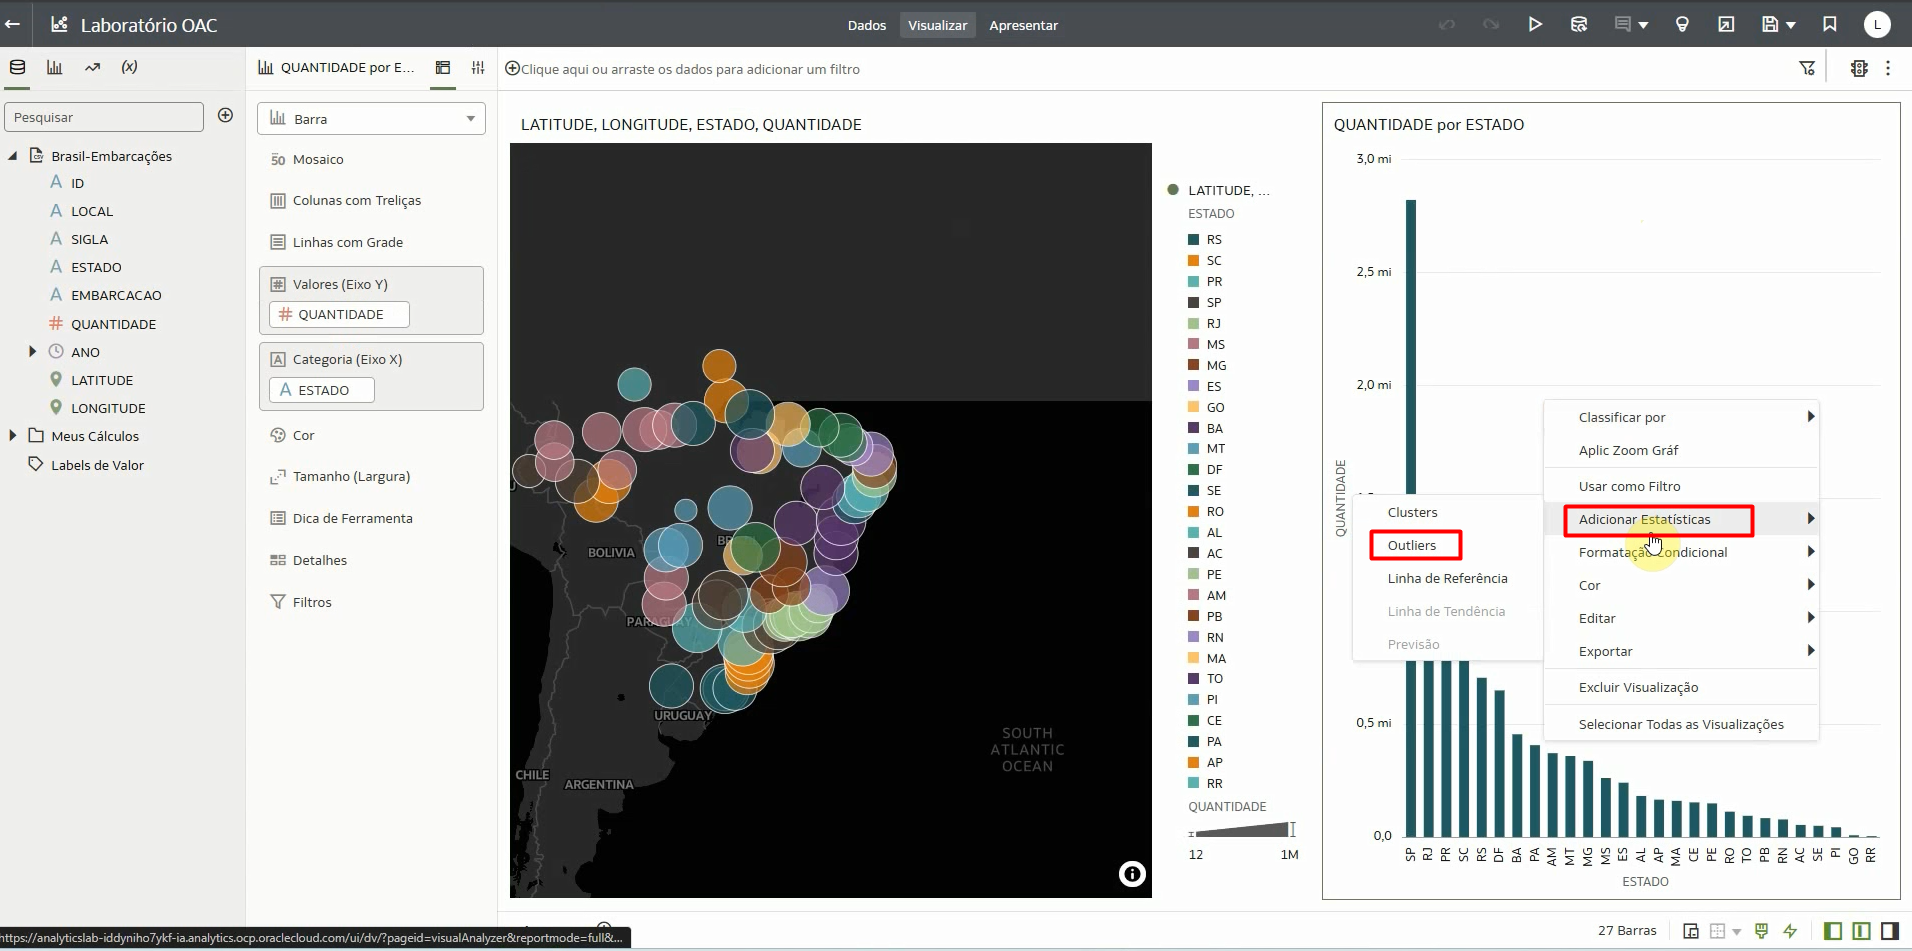 Laboratório OAC
Dados
Visualizar
Apresentar
L
(x)
QUANTIDADE por E...
Clique aqui ou arraste os dados para adicionar um filtro
Pesquisar
Brasil-Embarcações
A ID
A LOCAL
A SIGLA
A ESTADO
A EMBARCACAO
# QUANTIDADE
ANO
LATITUDE
LONGITUDE
Meus Cálculos
Labels de Valor
Barra
50 Mosaico
Colunas com Treliças
Linhas com Grade
Valores (Eixo Y)
# QUANTIDADE
A Categoria (Eixo X)
A ESTADO
Cor
Tamanho (Largura)
Dica de Ferramenta
Detalhes
Filtros
LATITUDE, LONGITUDE, ESTADO, QUANTIDADE
BOLIVIA
PARAGUAY
URUGUAY
CHILE
ARGENTINA
SOUTH
ATLANTIC
OCEAN
LATITUDE, ...
ESTADO
RS
SC
PR
SP
RJ
MS
MG
ES
GO
BA
MT
DF
SE
RO
AL
AC
PE
AM
PB
RN
MA
TO
PI
CE
PA
AP
RR
QUANTIDADE
12
1M
QUANTIDADE por ESTADO
3,0 mi
2,5 mi
2,0 mi
0,5 mi
0,0
QUANTIDADE
SP RJ PR SC RS DF BA PA AM MT MG MS ES AL AP MA CE PE RO TO PB RN AC SE PI GO RR
ESTADO
Classificar por
Aplic Zoom Gráf
Usar como Filtro
Adicionar Estatísticas
Formatação Condicional
Cor
Editar
Exportar
Excluir Visualização
Selecionar Todas as Visualizações
Clusters
Outliers
Linha de Referência
Linha de Tendência
Previsão
27 Barras
https://analyticslab-iddyniho7ykf-ia.analytics.ocp.oraclecloud.com/ui/dv/?pageid=visualAnalyzer&reportmode=full&...